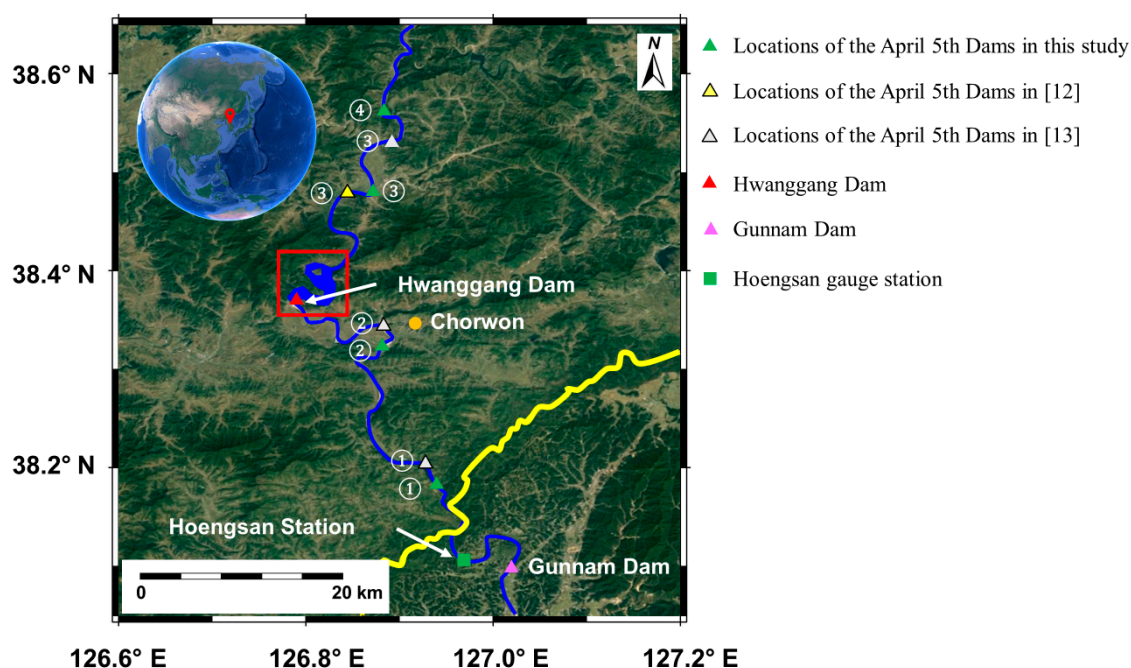 38.6° N
38.4° N
38.2° N
126.6° E
126.8° E
127.0° E
127.2° E
N
④
③
③
③
Hwanggang Dam
②
Chorwon
②
①
①
Hoengsan Station
Gunnam Dam
0
20 km
Locations of the April 5th Dams in this study
Locations of the April 5th Dams in [12]
Locations of the April 5th Dams in [13]
Hwanggang Dam
Gunnam Dam
Hoengsan gauge station